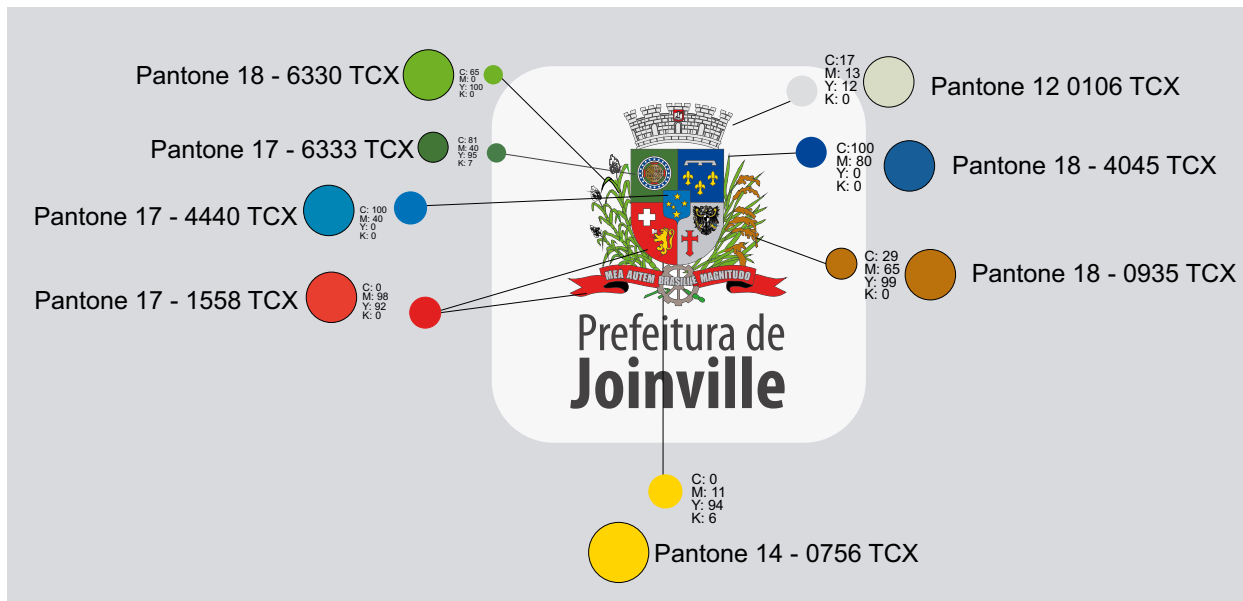 Pantone 18 - 6330 TCX
C: 65
M: 0
Y: 100
K: 0
Pantone 17 - 6333 TCX
C: 81
M: 40
Y: 95
K: 7
Pantone 17 - 4440 TCX
C: 100
M: 40
Y: 0
K: 0
Pantone 17 - 1558 TCX
C: 0
M: 98
Y: 92
K: 0
C:17
M: 13
Y: 12
K: 0
Pantone 12 0106 TCX
C:100
M: 80
Y: 0
K: 0
Pantone 18 - 4045 TCX
C: 29
M: 65
Y: 99
K: 0
Pantone 18 - 0935 TCX
MEA AUTEM BRASILIÆ MAGNITUDO
Prefeitura de
Joinville
C: 0
M: 11
Y: 94
K: 6
Pantone 14 - 0756 TCX